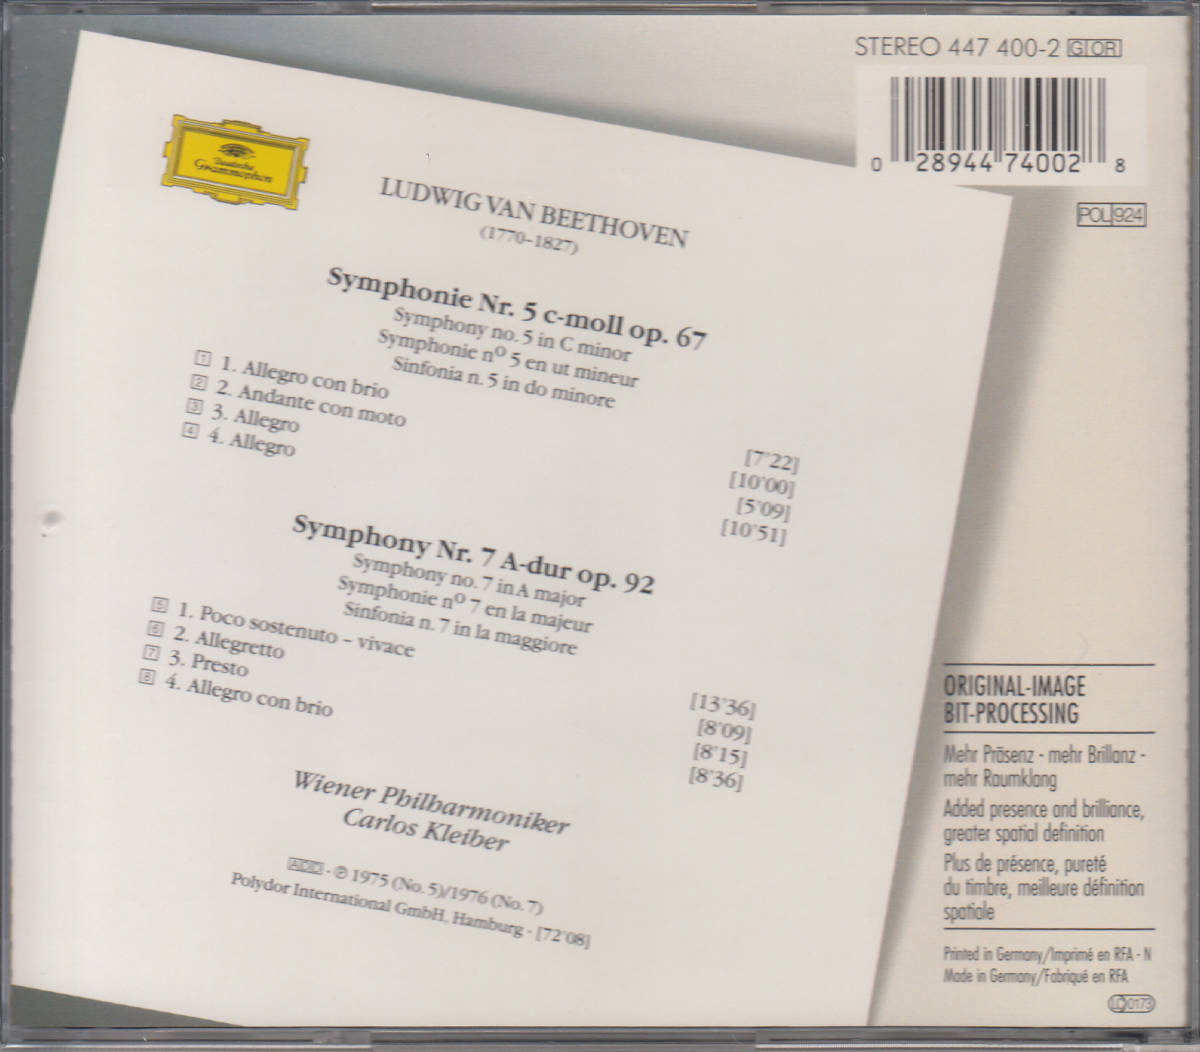 STEREO 447 400-2 GI OR
0 28944 74002 8
POL 924
Deutsche
Grammophon
LUDWIG VAN BEETHOVEN
(1770–1827)
Symphonie Nr. 5 c-moll op. 67
Symphony no. 5 in C minor
Symphonie nº 5 en ut mineur
Sinfonia n. 5 in do minore
1 1. Allegro con brio [7'22]
2 2. Andante con moto [10'00]
3 3. Allegro [5'09]
4 4. Allegro [10'51]
Symphony Nr. 7 A-dur op. 92
Symphony no. 7 in A major
Symphonie nº 7 en la majeur
Sinfonia n. 7 in la maggiore
5 1. Poco sostenuto – vivace [13'36]
6 2. Allegretto [8'09]
7 3. Presto [8'15]
8 4. Allegro con brio [8'36]
Wiener Philharmoniker
Carlos Kleiber
ADD · ℗ 1975 (No. 5)/1976 (No. 7)
Polydor International GmbH, Hamburg · [72'08]
ORIGINAL-IMAGE
BIT-PROCESSING
Mehr Präsenz - mehr Brillanz -
mehr Raumklang
Added presence and brilliance,
greater spatial definition
Plus de présence, pureté
du timbre, meilleure définition
spatiale
Printed in Germany/Imprimé en RFA - N
Made in Germany/Fabriqué en RFA
LC 0173